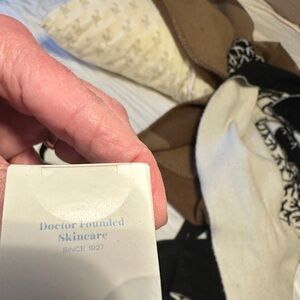 Doctor Founded
Skincare
SINCE 1927